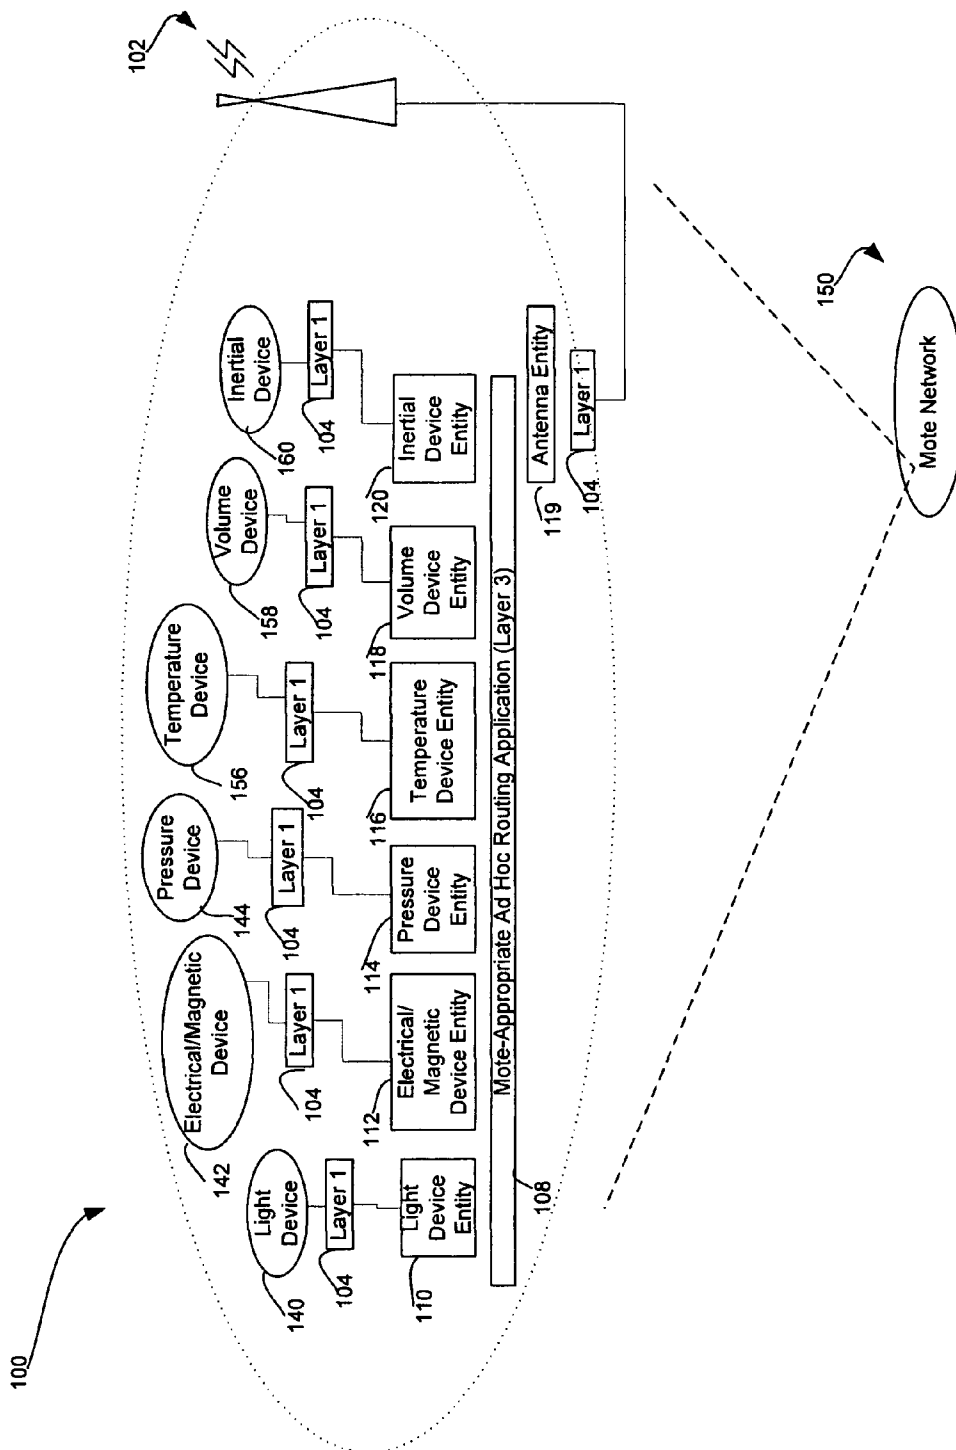 100
102
Light
Device
140
Electrical/Magnetic
Device
142
Pressure
Device
144
Temperature
Device
156
Volume
Device
158
Inertial
Device
160
Layer 1
104
Layer 1
104
Layer 1
104
Layer 1
104
Layer 1
104
Layer 1
104
Light
Device
Entity
110
Electrical/
Magnetic
Device Entity
112
Pressure
Device
Entity
114
Temperature
Device Entity
116
Volume
Device
Entity
118
Inertial
Device
Entity
120
Mote-Appropriate Ad Hoc Routing Application (Layer 3)
108
Antenna Entity
119
Layer 1
104
150
Mote Network